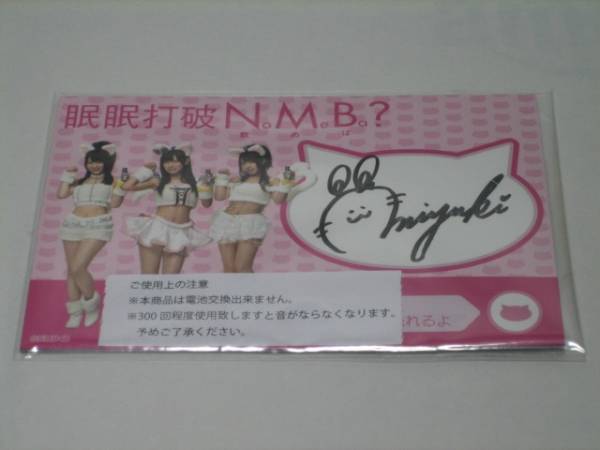 眠眠打破 N.M.B.?
飲めば
miyuki
ご使用上の注意
※本商品は電池交換出来ません。
※300回程度使用致しますと音がならなくなります。
予めご了承ください。
れるよ